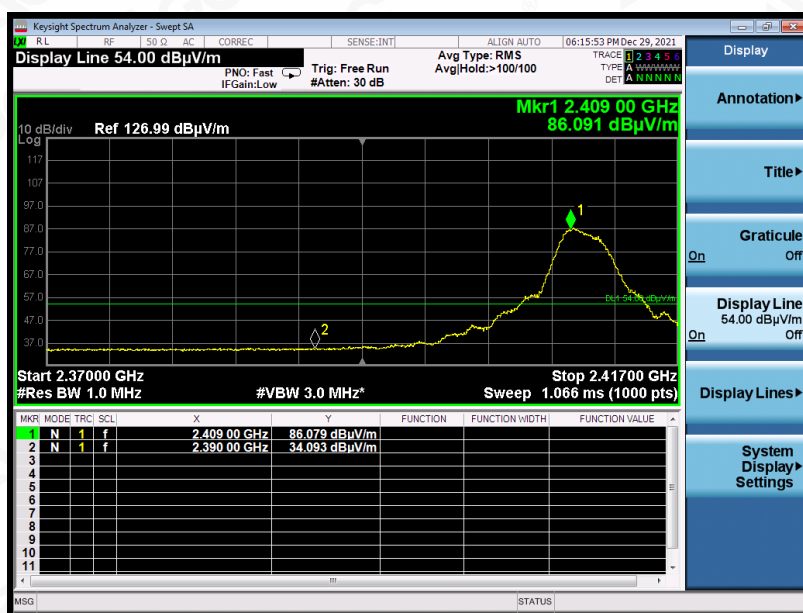 Keysight Spectrum Analyzer - Swept SA
LXI RL RF 50 Ω AC CORREC SENSE:INT ALIGN AUTO 06:15:53 PM Dec 29, 2021
Display Line 54.00 dBµV/m
PNO: Fast
IFGain:Low
Trig: Free Run
#Atten: 30 dB
Avg Type: RMS
Avg|Hold:>100/100
TRACE 1 2 3 4 5 6
TYPE A WWWWW
DET A N N N N N
Mkr1 2.409 00 GHz
86.091 dBµV/m
10 dB/div Ref 126.99 dBµV/m
Log
117
107
97.0
87.0
77.0
67.0
57.0
47.0
37.0
1
DL1 54.00 dBµV/m
2
Start 2.37000 GHz Stop 2.41700 GHz
#Res BW 1.0 MHz #VBW 3.0 MHz* Sweep 1.066 ms (1000 pts)
MKR MODE TRC SCL X Y FUNCTION FUNCTION WIDTH FUNCTION VALUE
1 N 1 f 2.409 00 GHz 86.079 dBµV/m
2 N 1 f 2.390 00 GHz 34.093 dBµV/m
3
4
5
6
7
8
9
10
11
MSG STATUS
Display
Annotation
Title
Graticule
On Off
Display Line
54.00 dBµV/m
On Off
Display Lines
System
Display
Settings